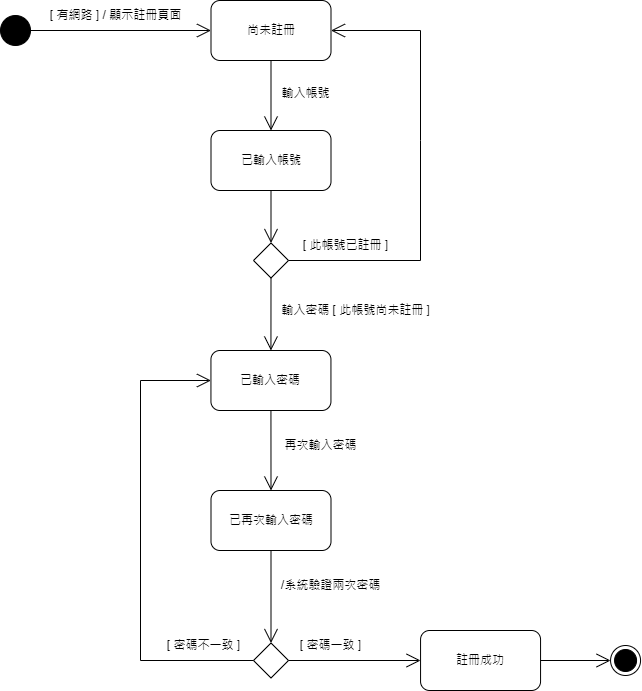 [ 有網路 ] / 顯示註冊頁面
尚未註冊
輸入帳號
已輸入帳號
[ 此帳號已註冊 ]
輸入密碼 [ 此帳號尚未註冊 ]
已輸入密碼
再次輸入密碼
已再次輸入密碼
/系統驗證兩次密碼
[ 密碼不一致 ]
[ 密碼一致 ]
註冊成功